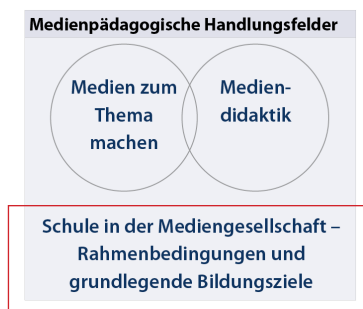 Medienpädagogische Handlungsfelder
Medien zum
Thema
machen
Medien-
didaktik
Schule in der Mediengesellschaft –
Rahmenbedingungen und
grundlegende Bildungsziele